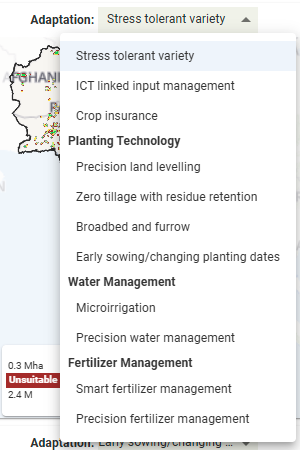 Adaptation: Stress tolerant variety
Stress tolerant variety
ICT linked input management
Crop insurance
Planting Technology
Precision land levelling
Zero tillage with residue retention
Broadbed and furrow
Early sowing/changing planting dates
Water Management
Microirrigation
Precision water management
Fertilizer Management
Smart fertilizer management
Precision fertilizer management
0.3 Mha
Unsuitable
2.4 M
Adaptation: Early sowing/changing ...